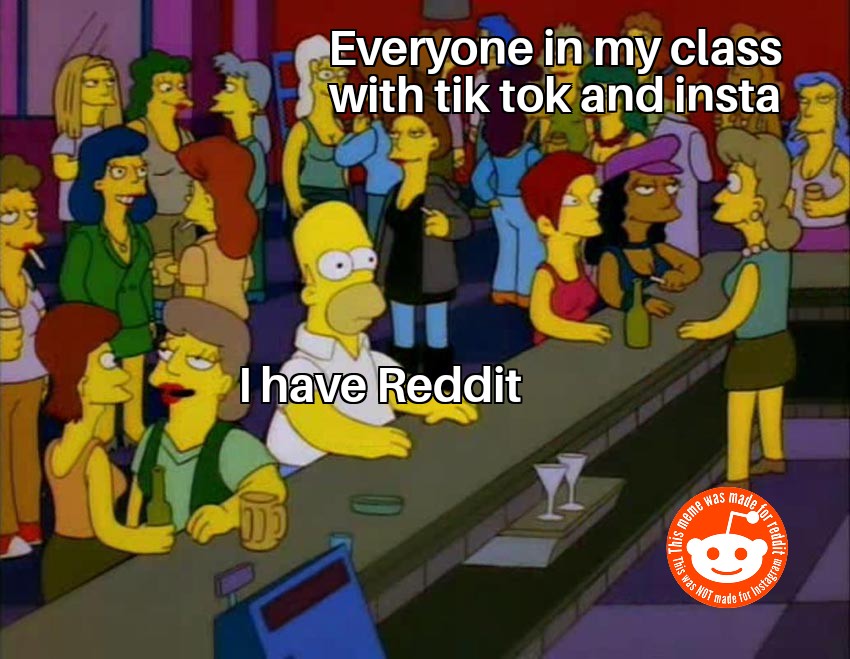 Everyone in my class
with tik tok and insta
I have Reddit
This meme was made for reddit
This was NOT made for Instagram